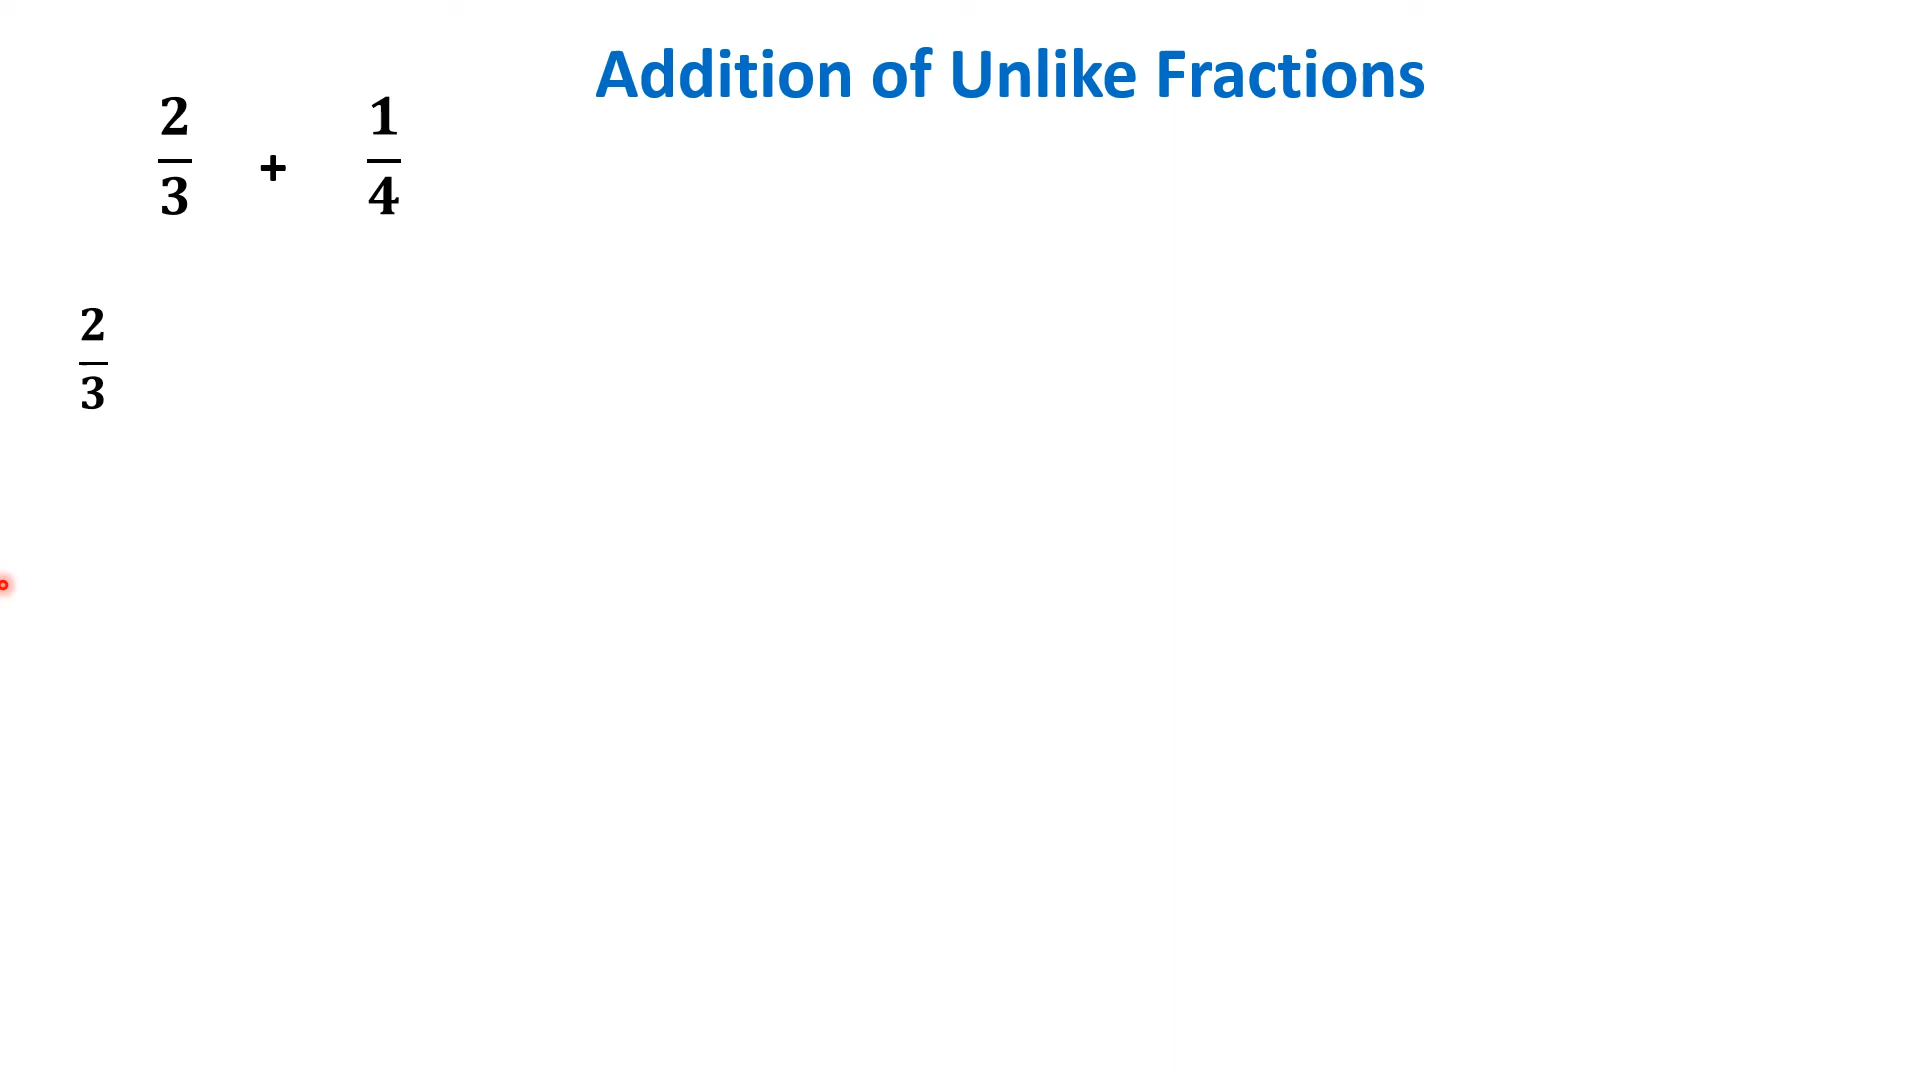 Addition of Unlike Fractions
2/3 + 1/4
2/3